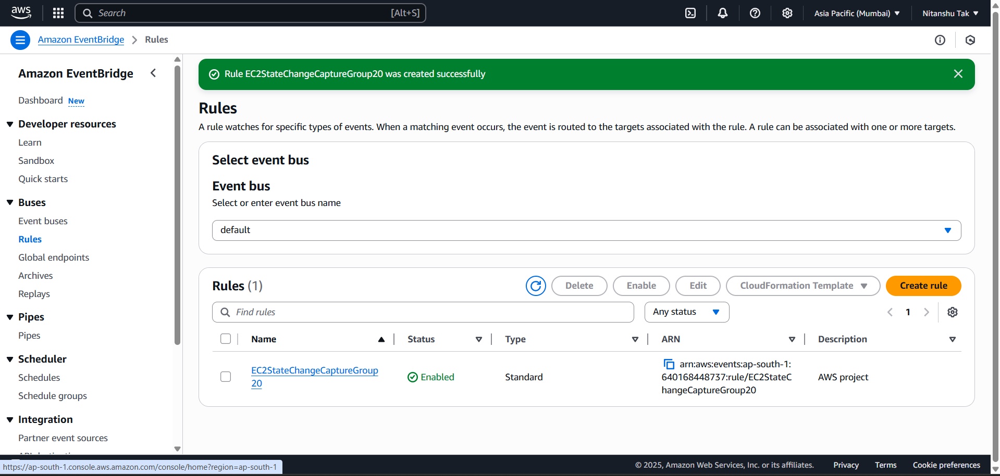 aws
Search
[Alt+S]
Asia Pacific (Mumbai)
Nitanshu Tak
Amazon EventBridge
Rules
Amazon EventBridge
Dashboard New
Developer resources
Learn
Sandbox
Quick starts
Buses
Event buses
Rules
Global endpoints
Archives
Replays
Pipes
Pipes
Scheduler
Schedules
Schedule groups
Integration
Partner event sources
Rule EC2StateChangeCaptureGroup20 was created successfully
Rules
A rule watches for specific types of events. When a matching event occurs, the event is routed to the targets associated with the rule. A rule can be associated with one or more targets.
Select event bus
Event bus
Select or enter event bus name
default
Rules (1)
Delete
Enable
Edit
CloudFormation Template
Create rule
Find rules
Any status
1
Name
Status
Type
ARN
Description
EC2StateChangeCaptureGroup
20
Enabled
Standard
arn:aws:events:ap-south-1:
640168448737:rule/EC2StateC
hangeCaptureGroup20
AWS project
https://ap-south-1.console.aws.amazon.com/console/home?region=ap-south-1
© 2025, Amazon Web Services, Inc. or its affiliates.
Privacy
Terms
Cookie preferences